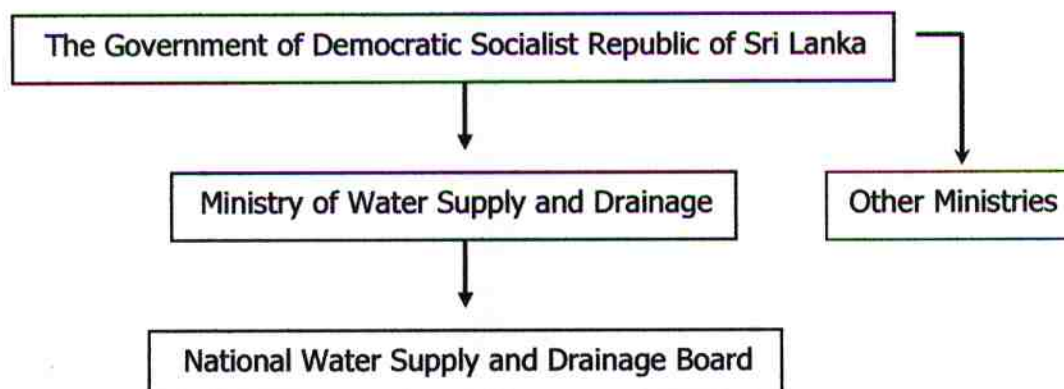 The Government of Democratic Socialist Republic of Sri Lanka
Ministry of Water Supply and Drainage
Other Ministries
National Water Supply and Drainage Board